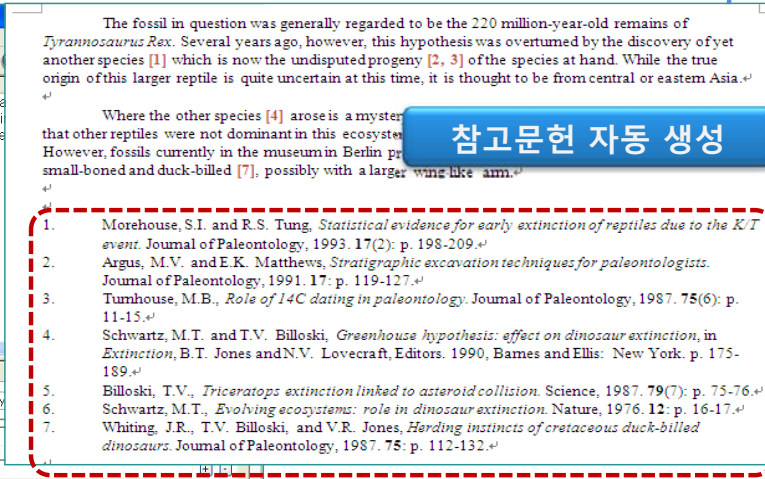 The fossil in question was generally regarded to be the 220 million-year-old remains of
Tyrannosaurus Rex. Several years ago, however, this hypothesis was overturned by the discovery of yet
another species [1] which is now the undisputed progeny [2, 3] of the species at hand. While the true
origin of this larger reptile is quite uncertain at this time, it is thought to be from central or eastern Asia.
Where the other species [4] arose is a
that other reptiles were not dominant in this
참고문헌 자동 생성
However, fossils currently in the museum in Berlin
small-boned and duck-billed [7], possibly with a larger wing-like arm.
1. Morehouse, S.I. and R.S. Tung, Statistical evidence for early extinction of reptiles due to the K/T
event. Journal of Paleontology, 1993. 17(2): p. 198-209.
2. Argus, M.V. and E.K. Matthews, Stratigraphic excavation techniques for paleontologists.
Journal of Paleontology, 1991. 17: p. 119-127.
3. Turnhouse, M.B., Role of 14C dating in paleontology. Journal of Paleontology, 1987. 75(6): p.
11-15.
4. Schwartz, M.T. and T.V. Billoski, Greenhouse hypothesis: effect on dinosaur extinction, in
Extinction, B.T. Jones and N.V. Lovecraft, Editors. 1990, Barnes and Ellis: New York. p. 175-
189.
5. Billoski, T.V., Triceratops extinction linked to asteroid collision. Science, 1987. 79(7): p. 75-76.
6. Schwartz, M.T., Evolving ecosystems: role in dinosaur extinction. Nature, 1976. 12: p. 16-17.
7. Whiting, J.R., T.V. Billoski, and V.R. Jones, Herding instincts of cretaceous duck-billed
dinosaurs. Journal of Paleontology, 1987. 75: p. 112-132.